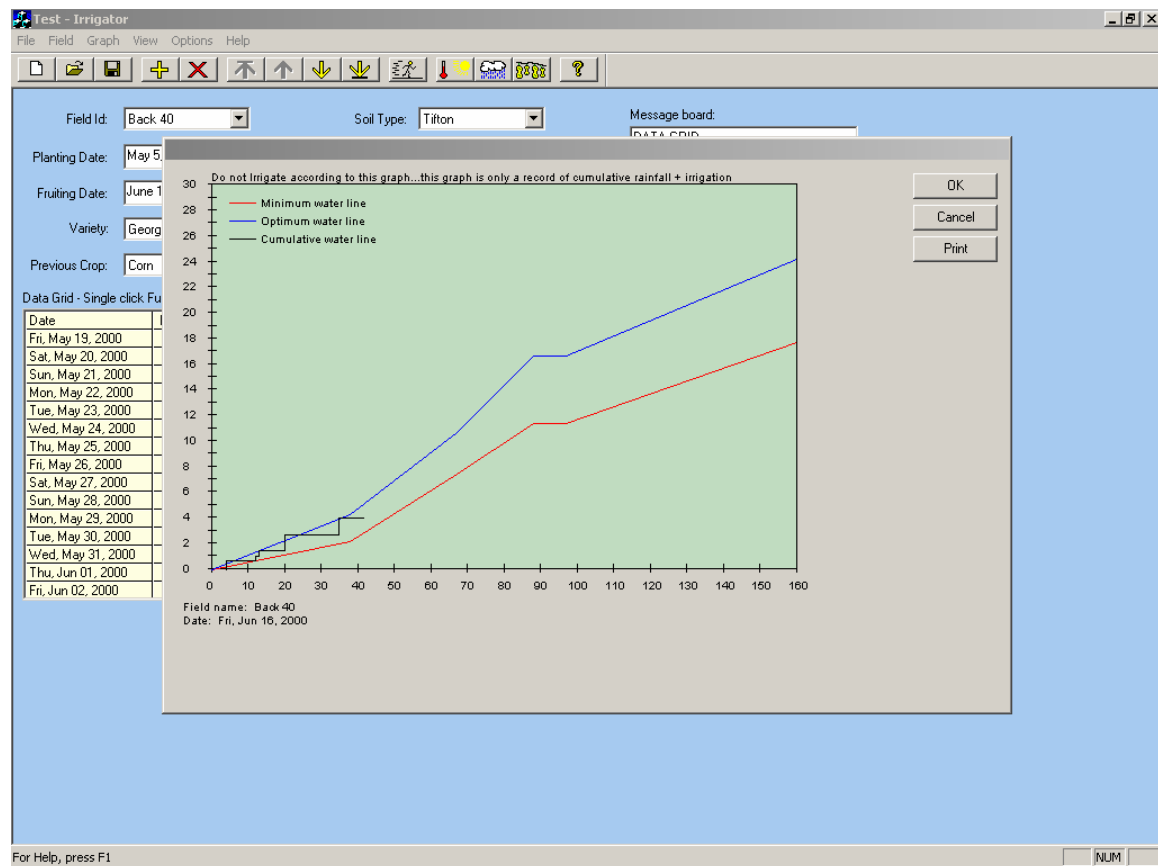 Test - Irrigator
File Field Graph View Options Help
Field Id: Back 40 Soil Type: Tifton Message board:
DATA GRID
Planting Date: May 5,
Fruiting Date: June 1
Variety: Georg
Previous Crop: Corn
Data Grid - Single click Fu
Date
Fri, May 19, 2000
Sat, May 20, 2000
Sun, May 21, 2000
Mon, May 22, 2000
Tue, May 23, 2000
Wed, May 24, 2000
Thu, May 25, 2000
Fri, May 26, 2000
Sat, May 27, 2000
Sun, May 28, 2000
Mon, May 29, 2000
Tue, May 30, 2000
Wed, May 31, 2000
Thu, Jun 01, 2000
Fri, Jun 02, 2000
Do not Irrigate according to this graph...this graph is only a record of cumulative rainfall + irrigation
Minimum water line
Optimum water line
Cumulative water line
30
28
26
24
22
20
18
16
14
12
10
8
6
4
2
0
0 10 20 30 40 50 60 70 80 90 100 110 120 130 140 150 160
Field name: Back 40
Date: Fri, Jun 16, 2000
OK
Cancel
Print
For Help, press F1 NUM